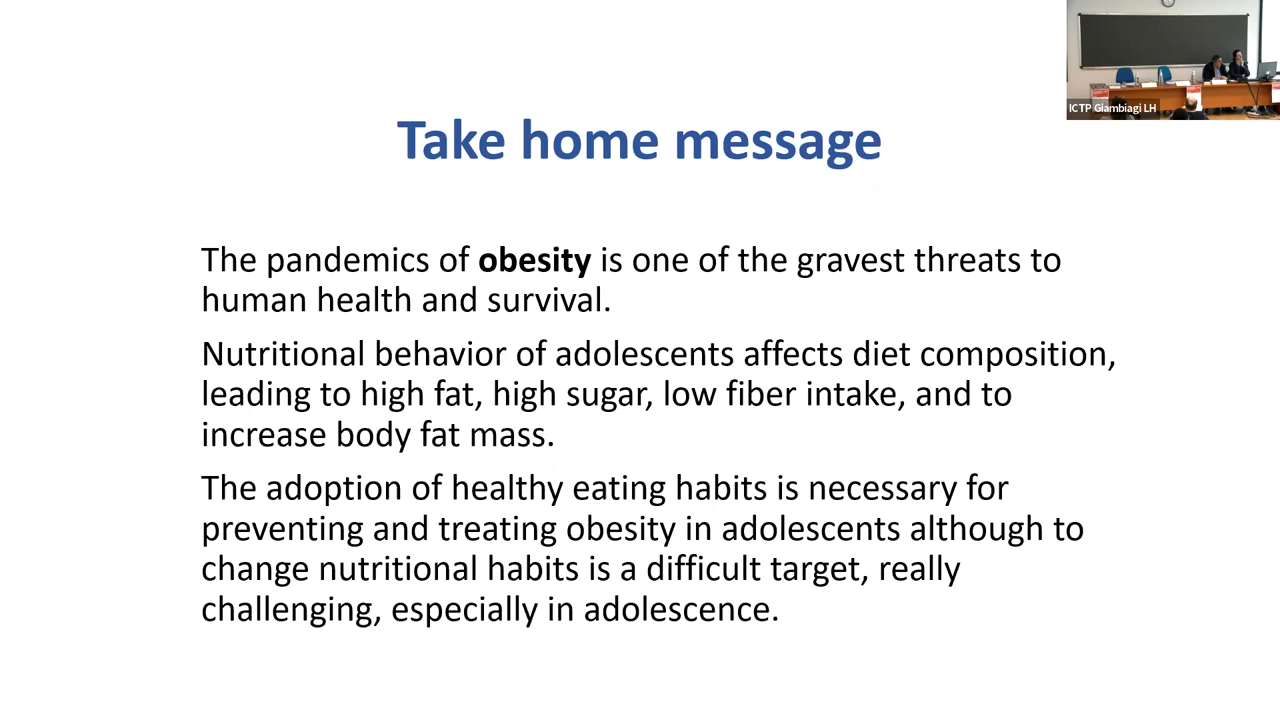 ICTP Giambiagi LH
Take home message
The pandemics of obesity is one of the gravest threats to
human health and survival.
Nutritional behavior of adolescents affects diet composition,
leading to high fat, high sugar, low fiber intake, and to
increase body fat mass.
The adoption of healthy eating habits is necessary for
preventing and treating obesity in adolescents although to
change nutritional habits is a difficult target, really
challenging, especially in adolescence.